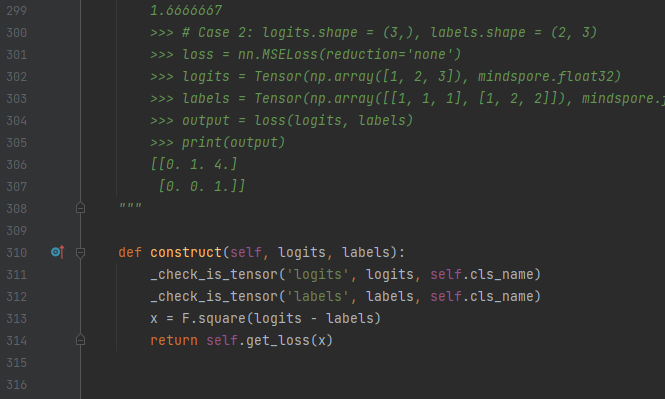 299 1.6666667
300 >>> # Case 2: logits.shape = (3,), labels.shape = (2, 3)
301 >>> loss = nn.MSELoss(reduction='none')
302 >>> logits = Tensor(np.array([1, 2, 3]), mindspore.float32)
303 >>> labels = Tensor(np.array([[1, 1, 1], [1, 2, 2]]), mindspore.f
304 >>> output = loss(logits, labels)
305 >>> print(output)
306 [[0. 1. 4.]
307  [0. 0. 1.]]
308 """
309
310 def construct(self, logits, labels):
311 _check_is_tensor('logits', logits, self.cls_name)
312 _check_is_tensor('labels', labels, self.cls_name)
313 x = F.square(logits - labels)
314 return self.get_loss(x)
315
316